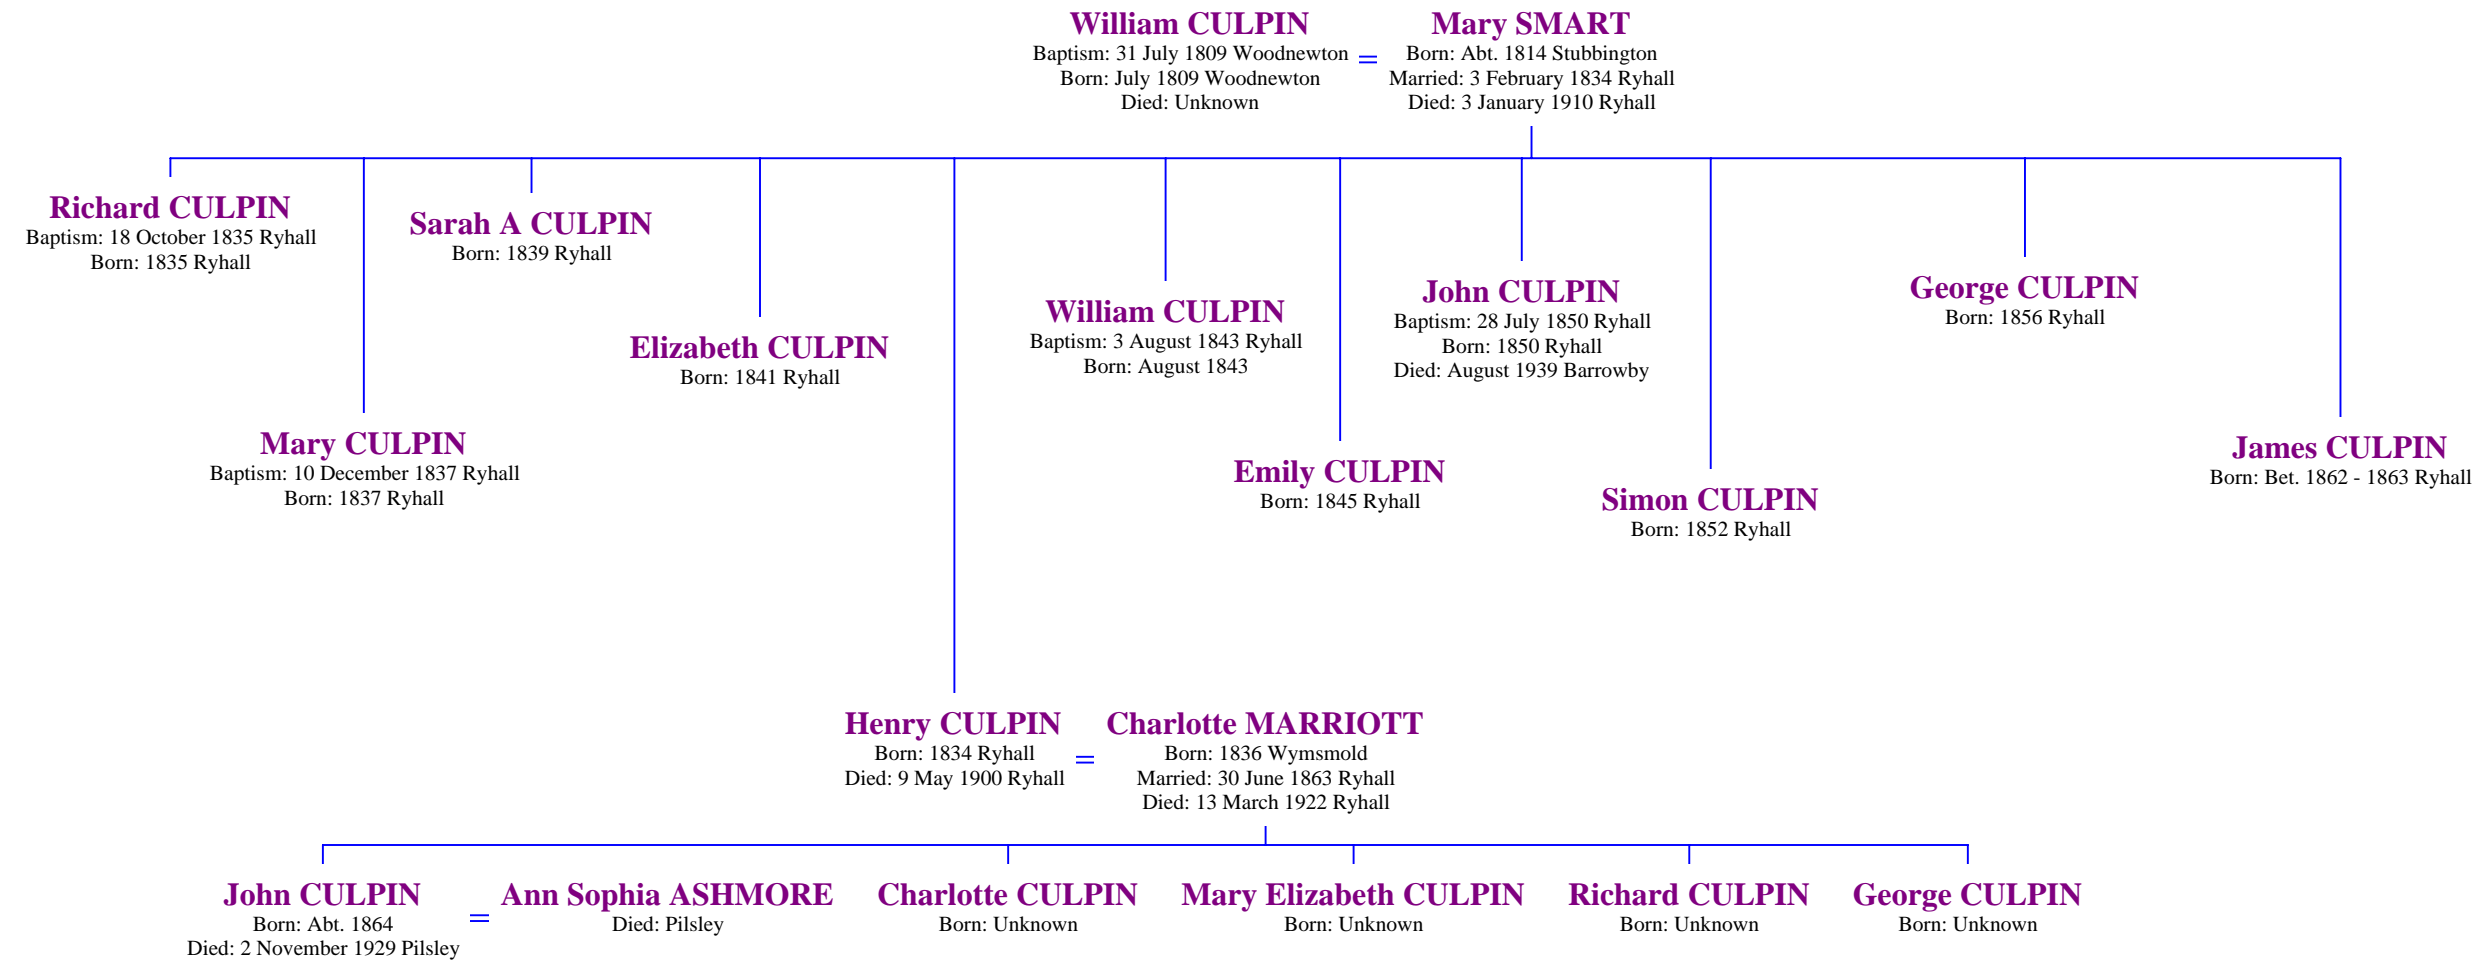 William CULPIN
Baptism: 31 July 1809 Woodnewton
Born: July 1809 Woodnewton
Died: Unknown
=
Mary SMART
Born: Abt. 1814 Stubbington
Married: 3 February 1834 Ryhall
Died: 3 January 1910 Ryhall
Richard CULPIN
Baptism: 18 October 1835 Ryhall
Born: 1835 Ryhall
Mary CULPIN
Baptism: 10 December 1837 Ryhall
Born: 1837 Ryhall
Sarah A CULPIN
Born: 1839 Ryhall
Elizabeth CULPIN
Born: 1841 Ryhall
Henry CULPIN
Born: 1834 Ryhall
Died: 9 May 1900 Ryhall
=
Charlotte MARRIOTT
Born: 1836 Wymsmold
Married: 30 June 1863 Ryhall
Died: 13 March 1922 Ryhall
William CULPIN
Baptism: 3 August 1843 Ryhall
Born: August 1843
Emily CULPIN
Born: 1845 Ryhall
John CULPIN
Baptism: 28 July 1850 Ryhall
Born: 1850 Ryhall
Died: August 1939 Barrowby
Simon CULPIN
Born: 1852 Ryhall
George CULPIN
Born: 1856 Ryhall
James CULPIN
Born: Bet. 1862 - 1863 Ryhall
John CULPIN
Born: Abt. 1864
Died: 2 November 1929 Pilsley
=
Ann Sophia ASHMORE
Died: Pilsley
Charlotte CULPIN
Born: Unknown
Mary Elizabeth CULPIN
Born: Unknown
Richard CULPIN
Born: Unknown
George CULPIN
Born: Unknown